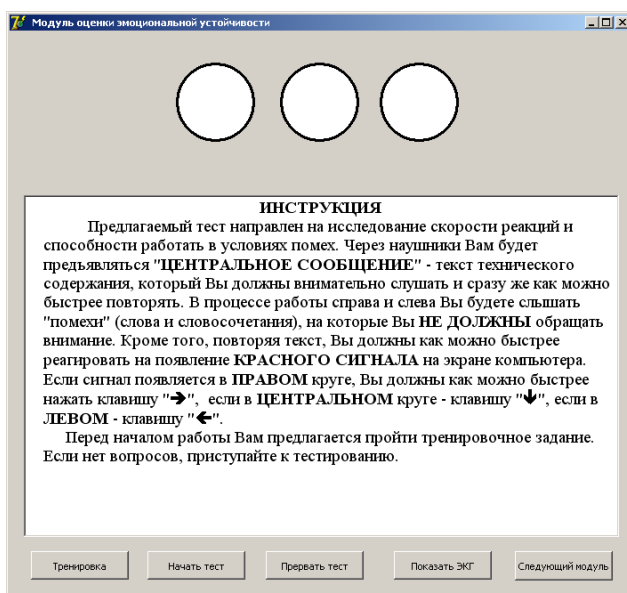 Модуль оценки эмоциональной устойчивости
ИНСТРУКЦИЯ
Предлагаемый тест направлен на исследование скорости реакций и
способности работать в условиях помех. Через наушники Вам будет
предъявляться "ЦЕНТРАЛЬНОЕ СООБЩЕНИЕ" - текст технического
содержания, который Вы должны внимательно слушать и сразу же как можно
быстрее повторять. В процессе работы справа и слева Вы будете слышать
"помехи" (слова и словосочетания), на которые Вы НЕ ДОЛЖНЫ обращать
внимание. Кроме того, повторяя текст, Вы должны как можно быстрее
реагировать на появление КРАСНОГО СИГНАЛА на экране компьютера.
Если сигнал появляется в ПРАВОМ круге, Вы должны как можно быстрее
нажать клавишу "➔", если в ЦЕНТРАЛЬНОМ круге - клавишу "🡇", если в
ЛЕВОМ - клавишу "🡄".
Перед началом работы Вам предлагается пройти тренировочное задание.
Если нет вопросов, приступайте к тестированию.
Тренировка
Начать тест
Прервать тест
Показать ЭКГ
Следующий модуль